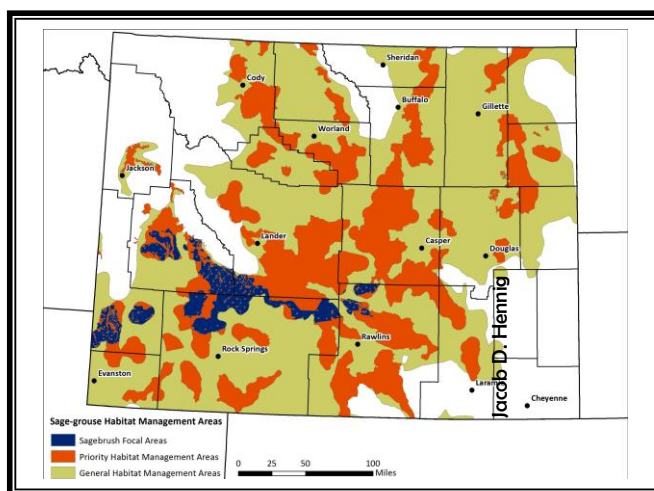 Sheridan
Cody
Buffalo
Gillette
Worland
Jackson
Lander
Casper
Douglas
Jacob D. Hennig
Rawlins
Rock Springs
Evanston
Laramie
Cheyenne
Sage-grouse Habitat Management Areas
Sagebrush Focal Areas
Priority Habitat Management Areas
General Habitat Management Areas
0 25 50 100
Miles